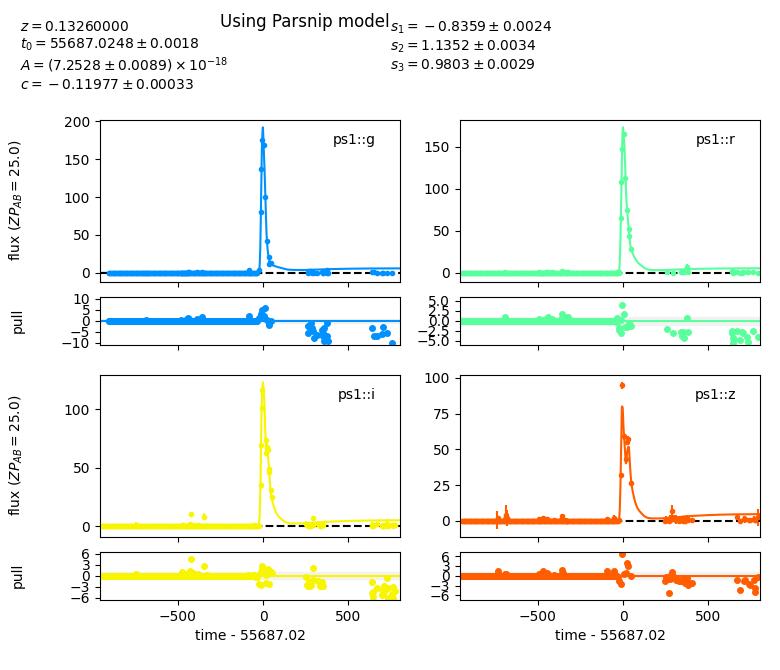 Using Parsnip model
z = 0.13260000
t₀ = 55687.0248 ± 0.0018
A = (7.2528 ± 0.0089) × 10⁻¹⁸
c = −0.11977 ± 0.00033
s₁ = −0.8359 ± 0.0024
s₂ = 1.1352 ± 0.0034
s₃ = 0.9803 ± 0.0029
flux (ZP_AB = 25.0)
200
150
100
50
0
ps1::g
150
100
50
0
ps1::r
pull
10
5
0
−5
−10
5.0
2.5
0.0
−2.5
−5.0
flux (ZP_AB = 25.0)
100
50
0
ps1::i
100
75
50
25
0
ps1::z
pull
6
3
0
−3
−6
6
3
0
−3
−6
−500
0
500
−500
0
500
time - 55687.02
time - 55687.02